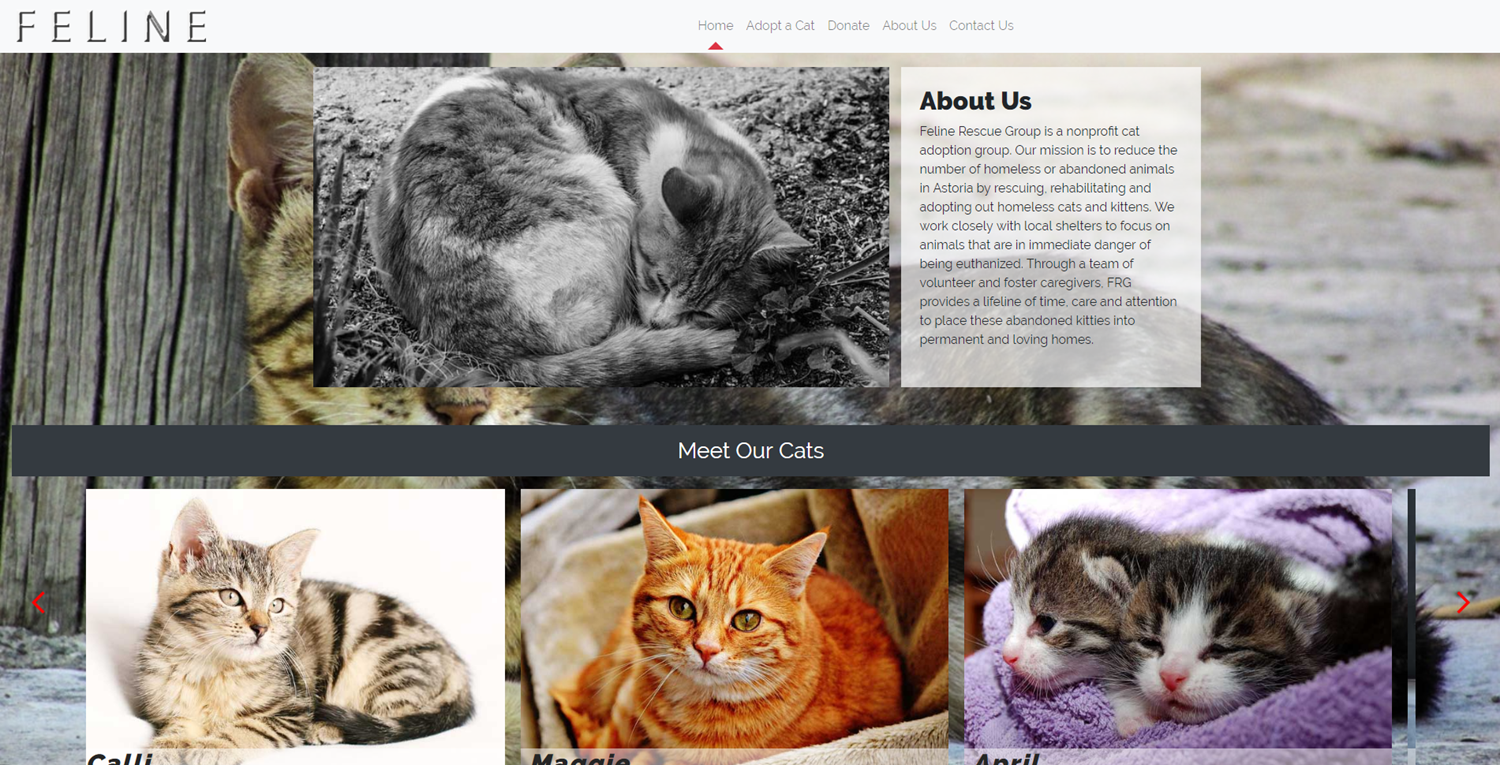 FELINE
Home Adopt a Cat Donate About Us Contact Us
About Us
Feline Rescue Group is a nonprofit cat
adoption group. Our mission is to reduce the
number of homeless or abandoned animals
in Astoria by rescuing, rehabilitating and
adopting out homeless cats and kittens. We
work closely with local shelters to focus on
animals that are in immediate danger of
being euthanized. Through a team of
volunteer and foster caregivers, FRG
provides a lifeline of time, care and attention
to place these abandoned kitties into
permanent and loving homes.
Meet Our Cats
Calli
Maggie
April